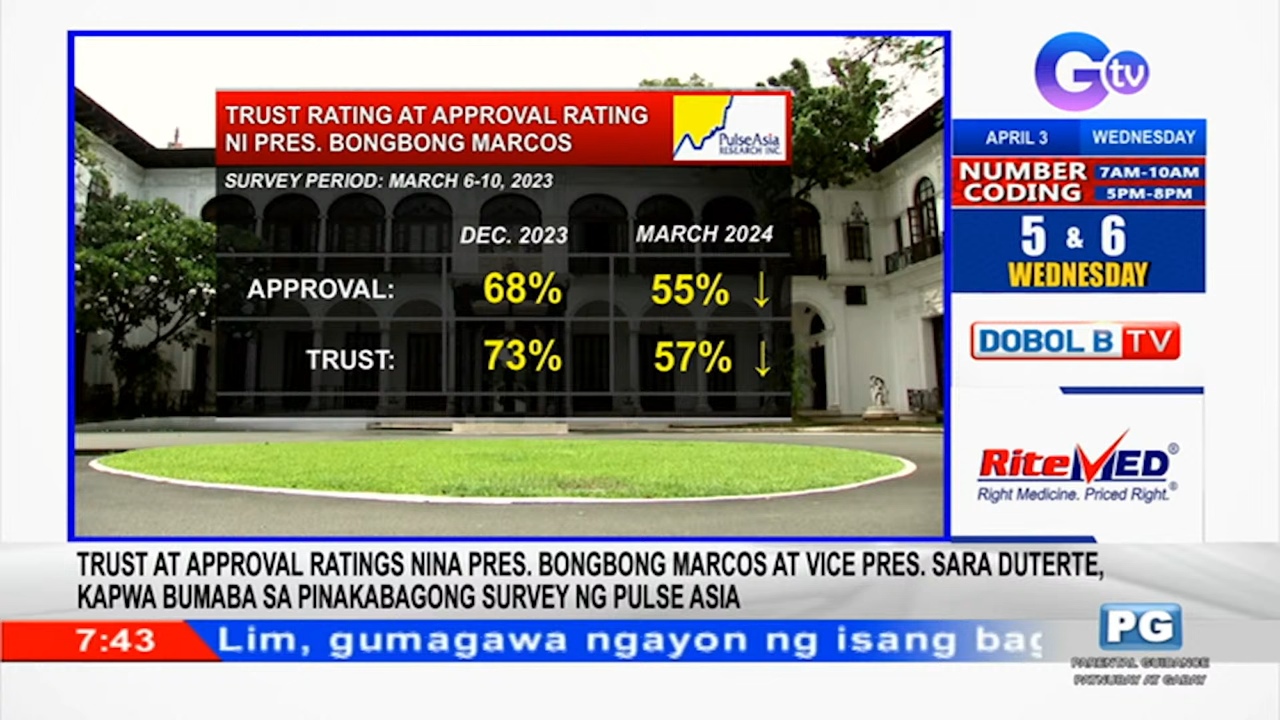 TRUST RATING AT APPROVAL RATING
NI PRES. BONGBONG MARCOS
PulseAsia
RESEARCH INC.
SURVEY PERIOD: MARCH 6-10, 2023
DEC. 2023 MARCH 2024
APPROVAL: 68% 55% ↓
TRUST: 73% 57% ↓
Gtv
APRIL 3 WEDNESDAY
NUMBER CODING
7AM-10AM
5PM-8PM
5 & 6
WEDNESDAY
DOBOL B TV
RiteMED®
Right Medicine. Priced Right.®
TRUST AT APPROVAL RATINGS NINA PRES. BONGBONG MARCOS AT VICE PRES. SARA DUTERTE,
KAPWA BUMABA SA PINAKABAGONG SURVEY NG PULSE ASIA
7:43 Lim, gumagawa ngayon ng isang bag
PG
PARENTAL GUIDANCE
PATNUBAY AT GABAY